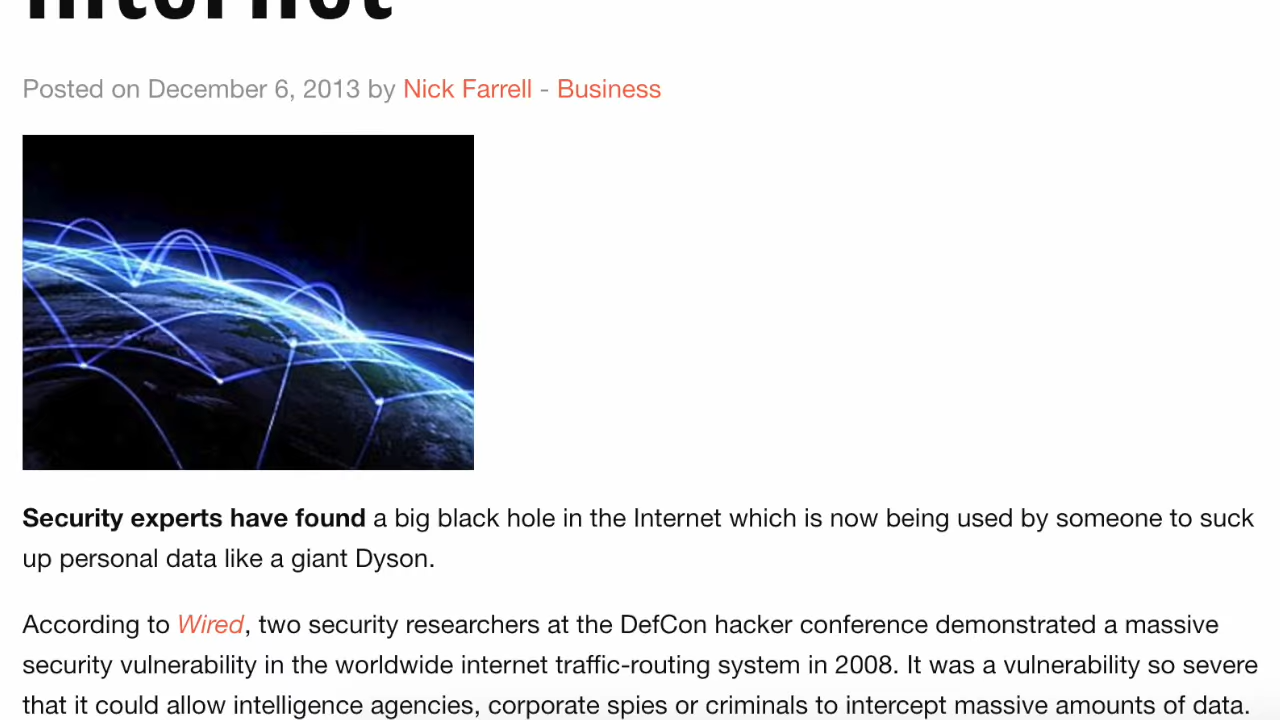 Internet
Posted on December 6, 2013 by Nick Farrell - Business
Security experts have found a big black hole in the Internet which is now being used by someone to suck
up personal data like a giant Dyson.
According to Wired, two security researchers at the DefCon hacker conference demonstrated a massive
security vulnerability in the worldwide internet traffic-routing system in 2008. It was a vulnerability so severe
that it could allow intelligence agencies, corporate spies or criminals to intercept massive amounts of data.